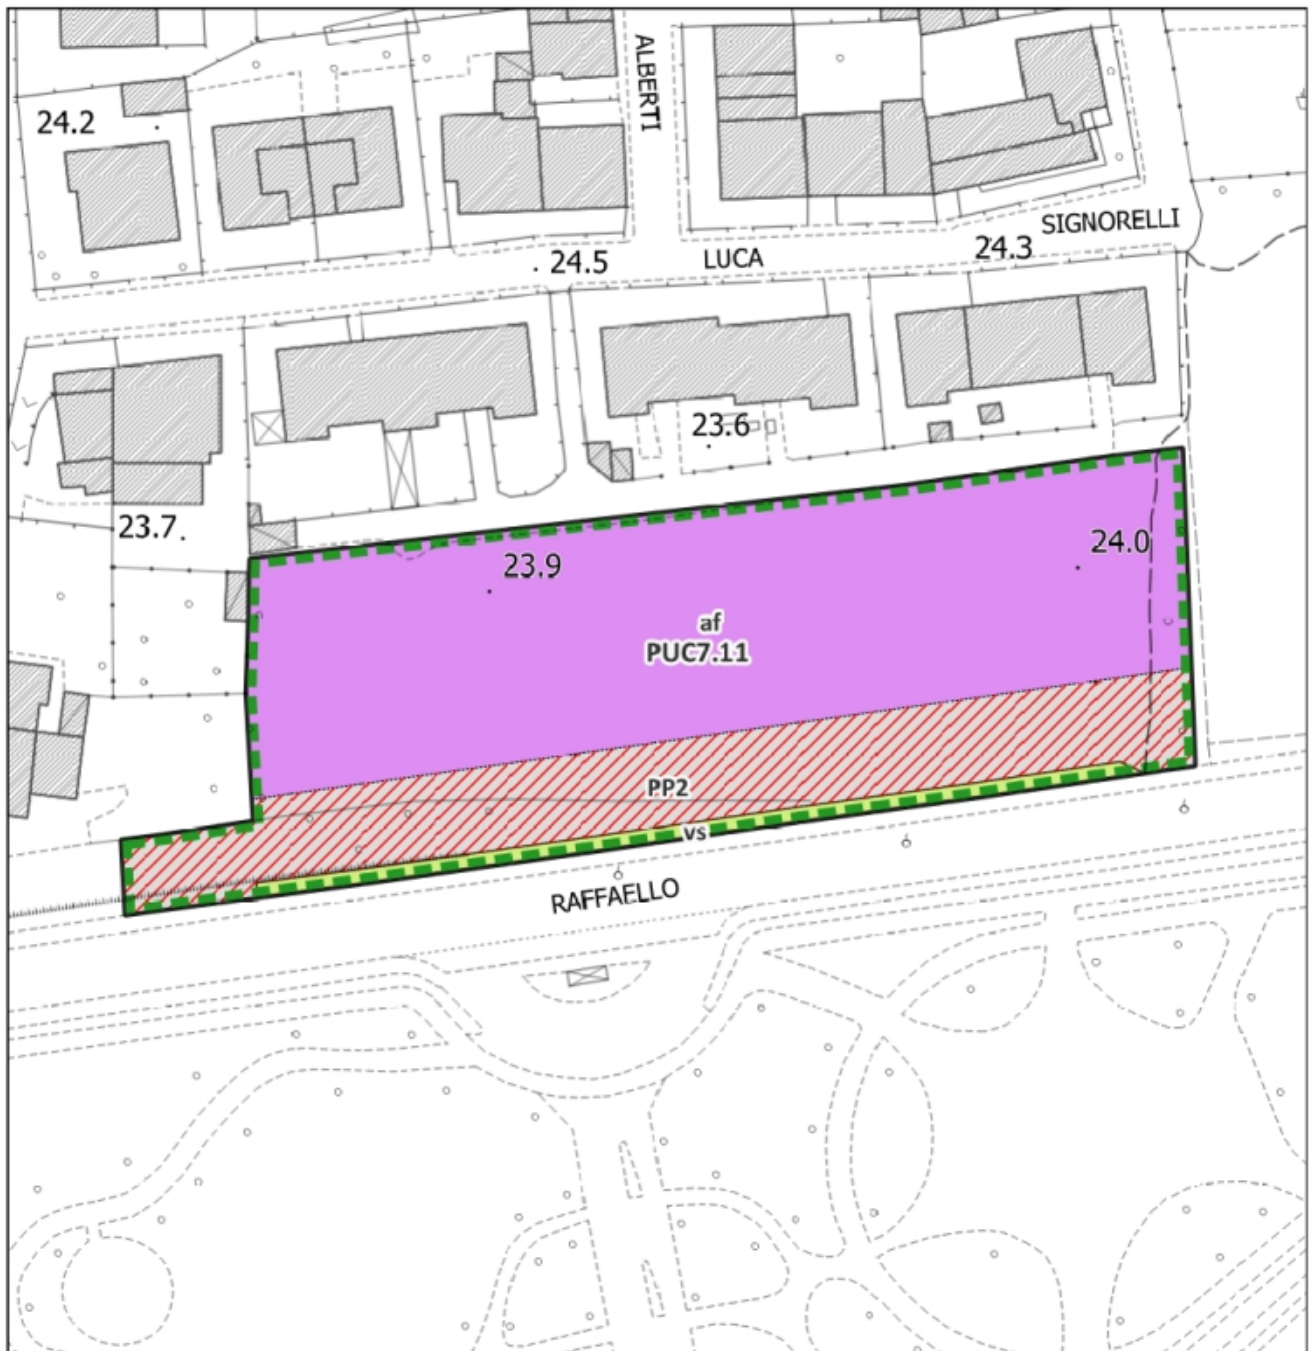 ALBERTI
24.2
SIGNORELLI
24.3
LUCA
24.5
23.6
23.7
24.0
23.9
af
PUC7.11
PP2
vs
RAFFAELLO